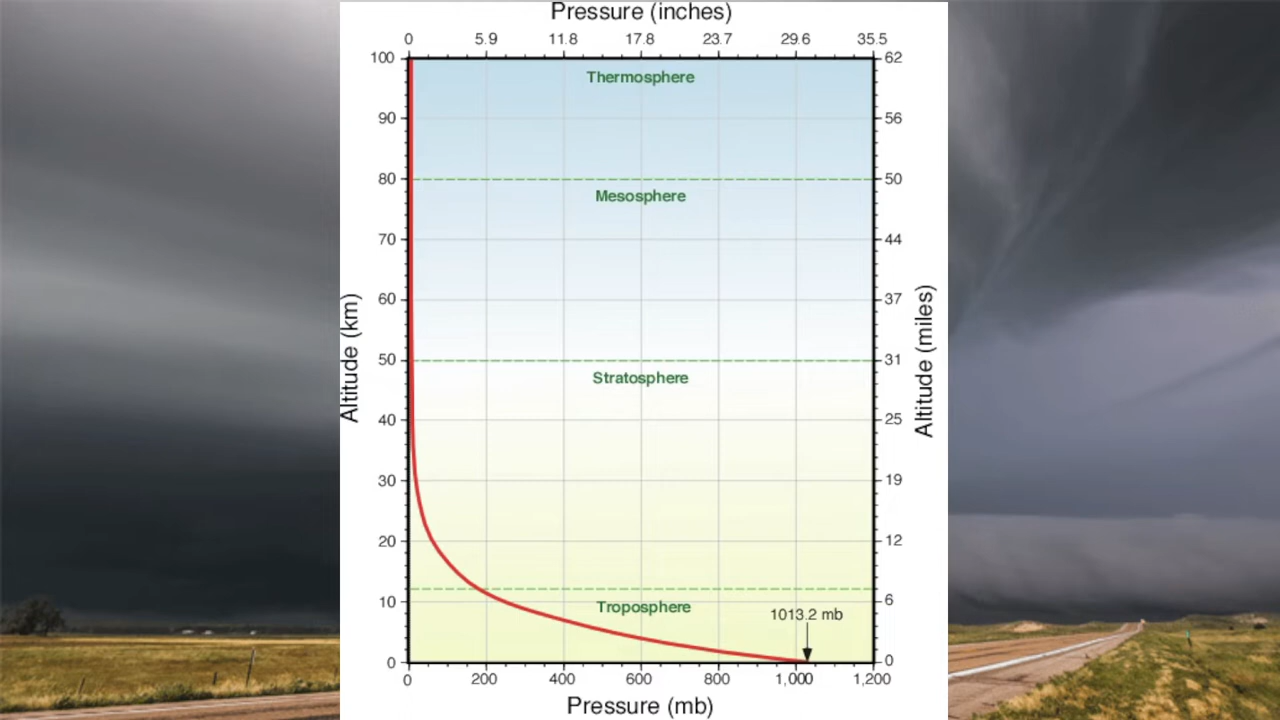 Pressure (inches)
0 5.9 11.8 17.8 23.7 29.6 35.5
100 Thermosphere 62
90 56
80 50
Mesosphere
70 44
60 37
50 31
Stratosphere
40 25
30 19
20 12
10 6
Troposphere
1013.2 mb
0 0
0 200 400 600 800 1,000 1,200
Pressure (mb)
Altitude (km)
Altitude (miles)